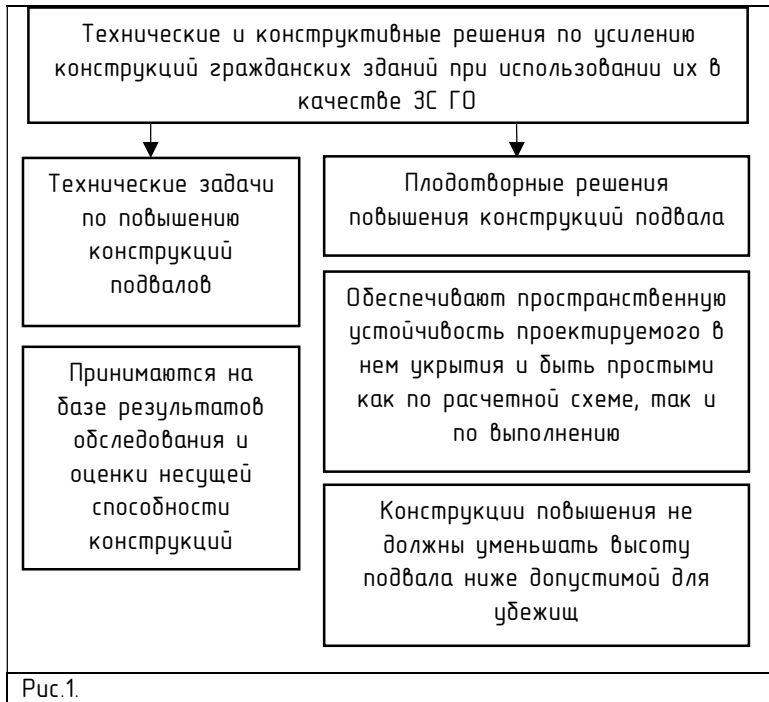 Технические и конструктивные решения по усилению
конструкций гражданских зданий при использовании их в
качестве ЗС ГО
Технические задачи
по повышению
конструкций
подвалов
Принимаются на
базе результатов
обследования и
оценки несущей
способности
конструкций
Плодотворные решения
повышения конструкций подвала
Обеспечивают пространственную
устойчивость проектируемого в
нем укрытия и быть простыми
как по расчетной схеме, так и
по выполнению
Конструкции повышения не
должны уменьшать высоту
подвала ниже допустимой для
убежищ
Рис.1.